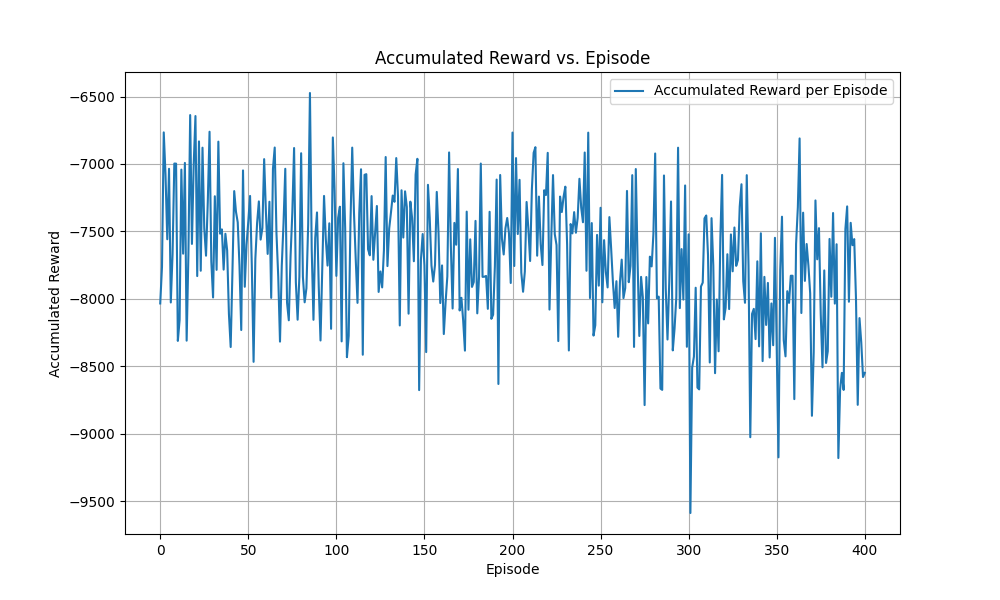 Accumulated Reward vs. Episode
Accumulated Reward per Episode
−6500
−7000
−7500
−8000
−8500
−9000
−9500
Accumulated Reward
0 50 100 150 200 250 300 350 400
Episode